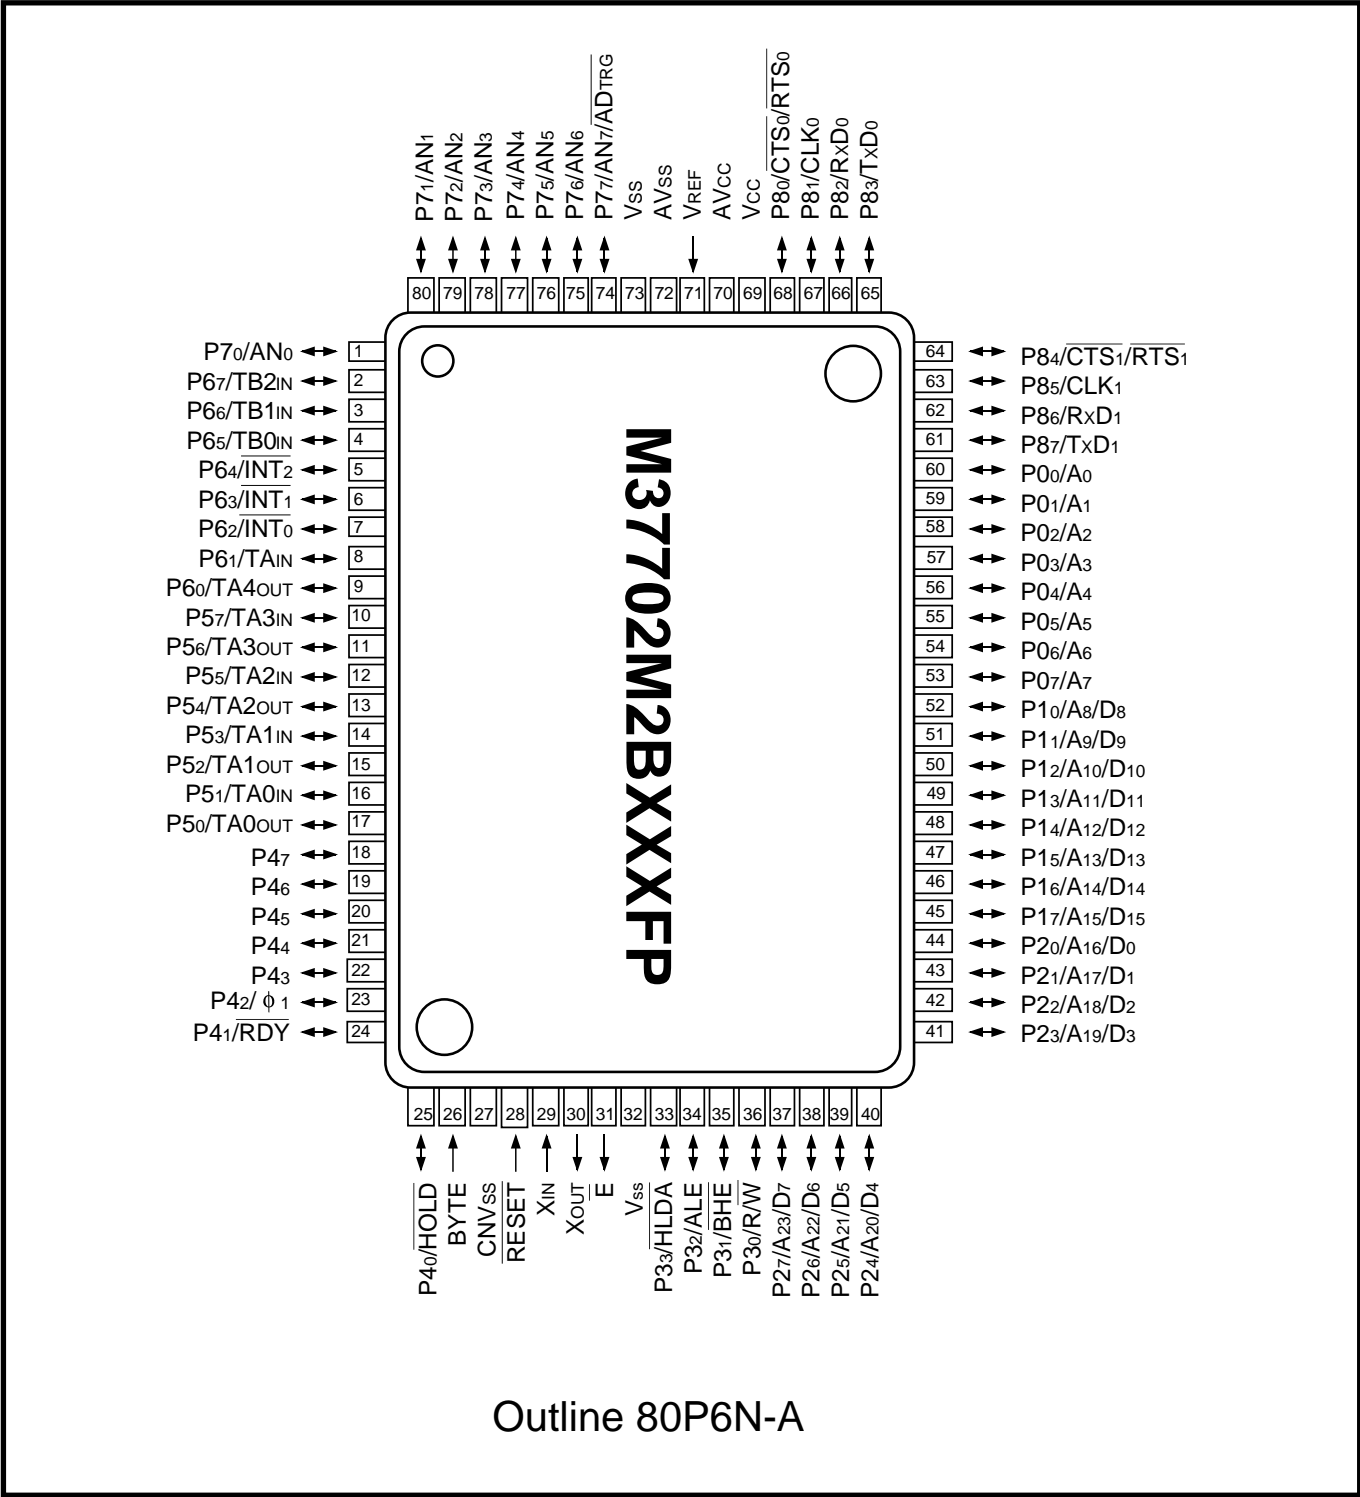 P71/AN1
P72/AN2
P73/AN3
P74/AN4
P75/AN5
P76/AN6
P77/AN7/ADTRG
VSS
AVSS
VREF
AVCC
VCC
P80/CTS0/RTS0
P81/CLK0
P82/RXD0
P83/TXD0
80 79 78 77 76 75 74 73 72 71 70 69 68 67 66 65
P70/AN0 1
P67/TB2IN 2
P66/TB1IN 3
P65/TB0IN 4
P64/INT2 5
P63/INT1 6
P62/INT0 7
P61/TAIN 8
P60/TA4OUT 9
P57/TA3IN 10
P56/TA3OUT 11
P55/TA2IN 12
P54/TA2OUT 13
P53/TA1IN 14
P52/TA1OUT 15
P51/TA0IN 16
P50/TA0OUT 17
P47 18
P46 19
P45 20
P44 21
P43 22
P42/ φ 1 23
P41/RDY 24
M37702M2BXXXFP
64 P84/CTS1/RTS1
63 P85/CLK1
62 P86/RXD1
61 P87/TXD1
60 P00/A0
59 P01/A1
58 P02/A2
57 P03/A3
56 P04/A4
55 P05/A5
54 P06/A6
53 P07/A7
52 P10/A8/D8
51 P11/A9/D9
50 P12/A10/D10
49 P13/A11/D11
48 P14/A12/D12
47 P15/A13/D13
46 P16/A14/D14
45 P17/A15/D15
44 P20/A16/D0
43 P21/A17/D1
42 P22/A18/D2
41 P23/A19/D3
25 26 27 28 29 30 31 32 33 34 35 36 37 38 39 40
P40/HOLD
BYTE
CNVSS
RESET
XIN
XOUT
E
Vss
P33/HLDA
P32/ALE
P31/BHE
P30/R/W
P27/A23/D7
P26/A22/D6
P25/A21/D5
P24/A20/D4
Outline 80P6N-A